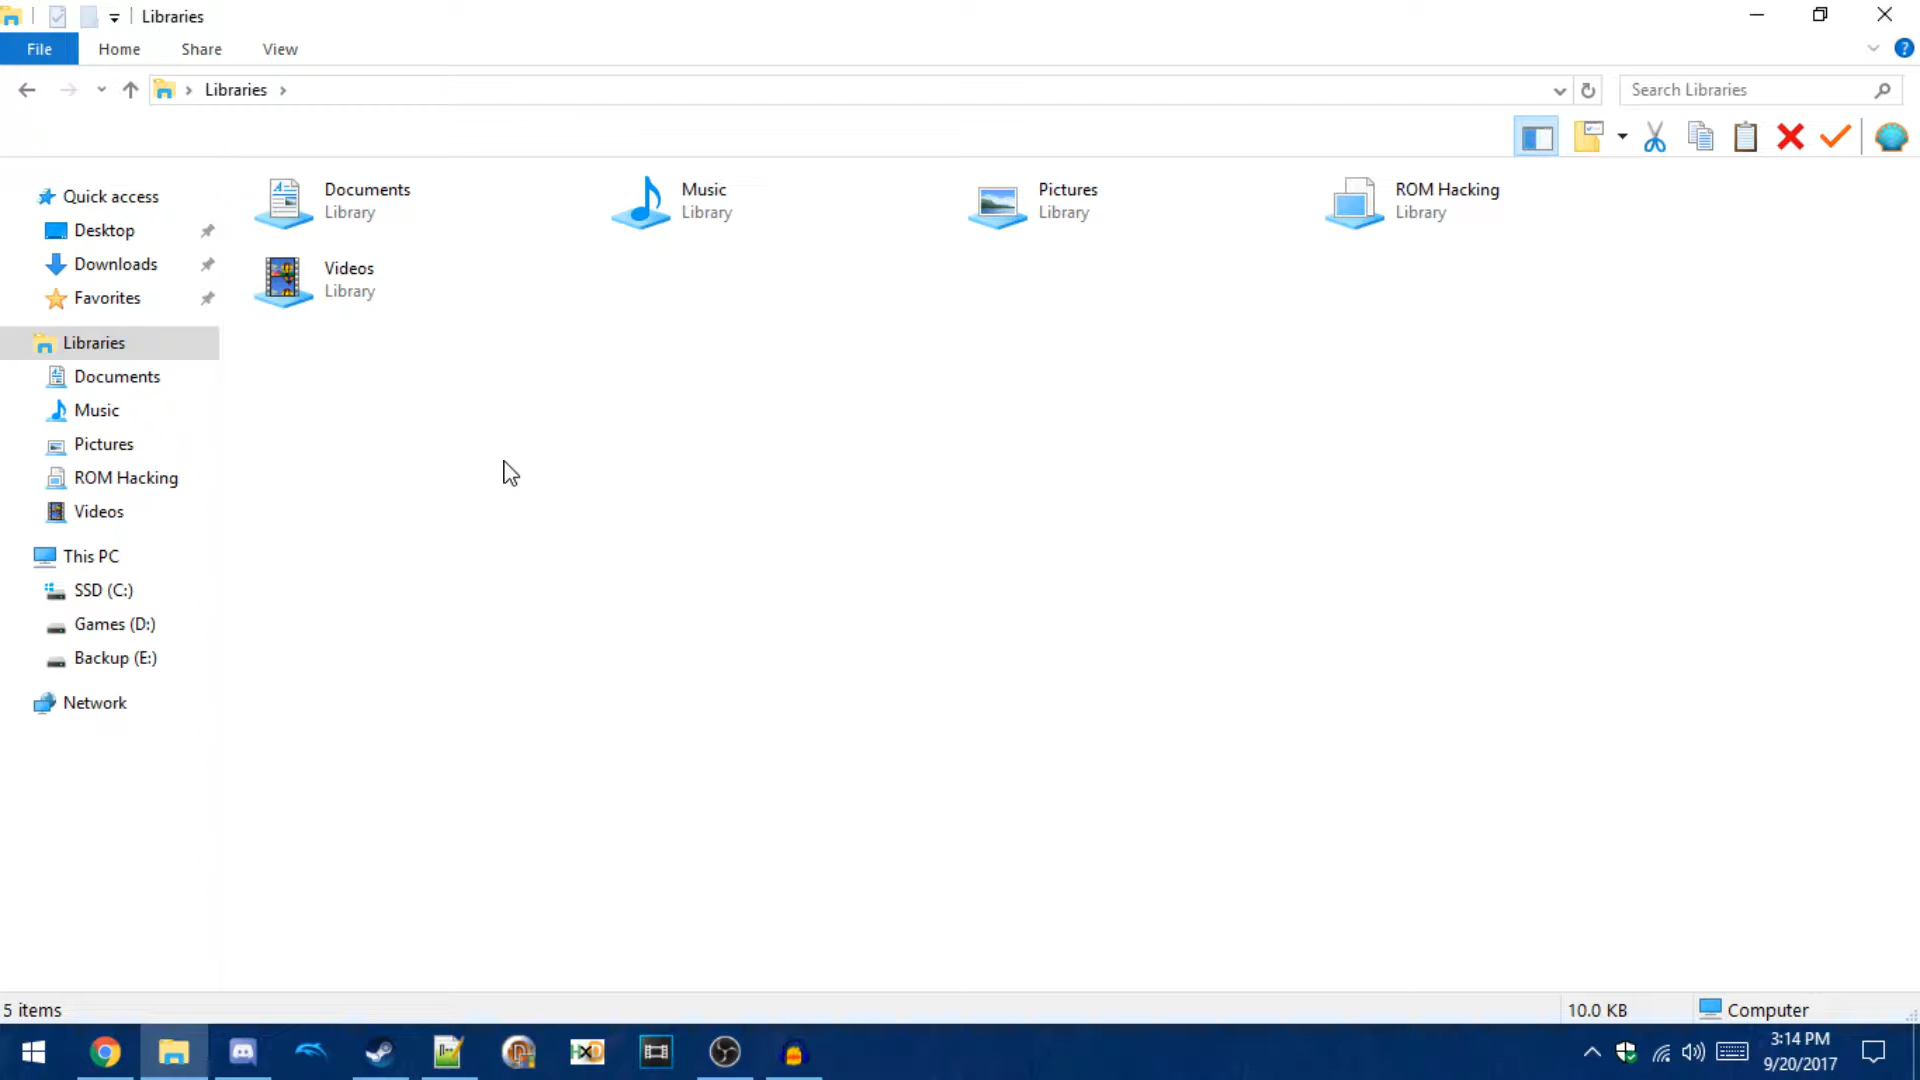 Libraries
File
Home
Share
View
Libraries
Search Libraries
Quick access
Desktop
Downloads
Favorites
Libraries
Documents
Music
Pictures
ROM Hacking
Videos
This PC
SSD (C:)
Games (D:)
Backup (E:)
Network
Documents
Library
Music
Library
Pictures
Library
ROM Hacking
Library
Videos
Library
5 items
10.0 KB
Computer
HXD
3:14 PM
9/20/2017